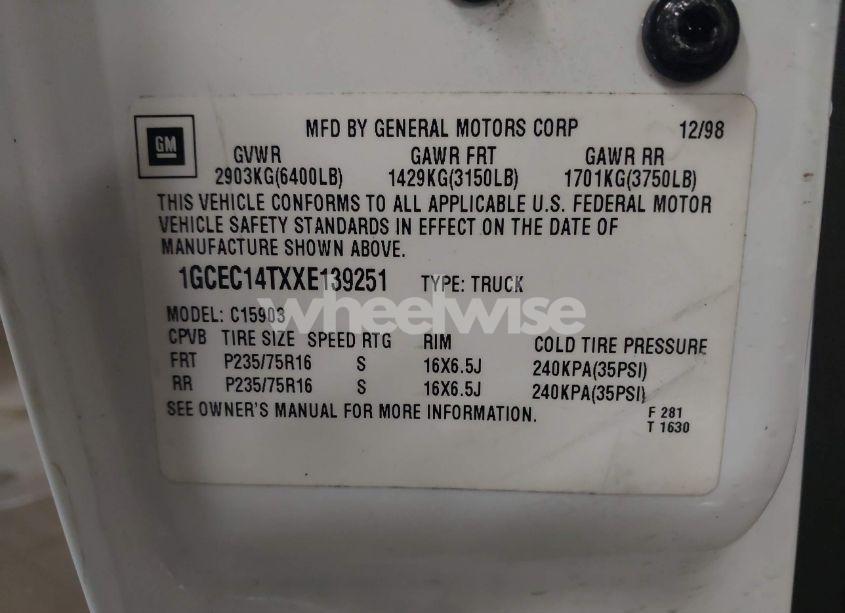 MFD BY GENERAL MOTORS CORP 12/98
GM
GVWR GAWR FRT GAWR RR
2903KG(6400LB) 1429KG(3150LB) 1701KG(3750LB)
THIS VEHICLE CONFORMS TO ALL APPLICABLE U.S. FEDERAL MOTOR
VEHICLE SAFETY STANDARDS IN EFFECT ON THE DATE OF
MANUFACTURE SHOWN ABOVE.
1GCEC14TXXE139251 TYPE: TRUCK
wheelwise
MODEL: C15903
CPVB TIRE SIZE SPEED RTG RIM COLD TIRE PRESSURE
FRT P235/75R16 S 16X6.5J 240KPA(35PSI)
RR P235/75R16 S 16X6.5J 240KPA(35PSI)
SEE OWNER'S MANUAL FOR MORE INFORMATION.
F 281
T 1630